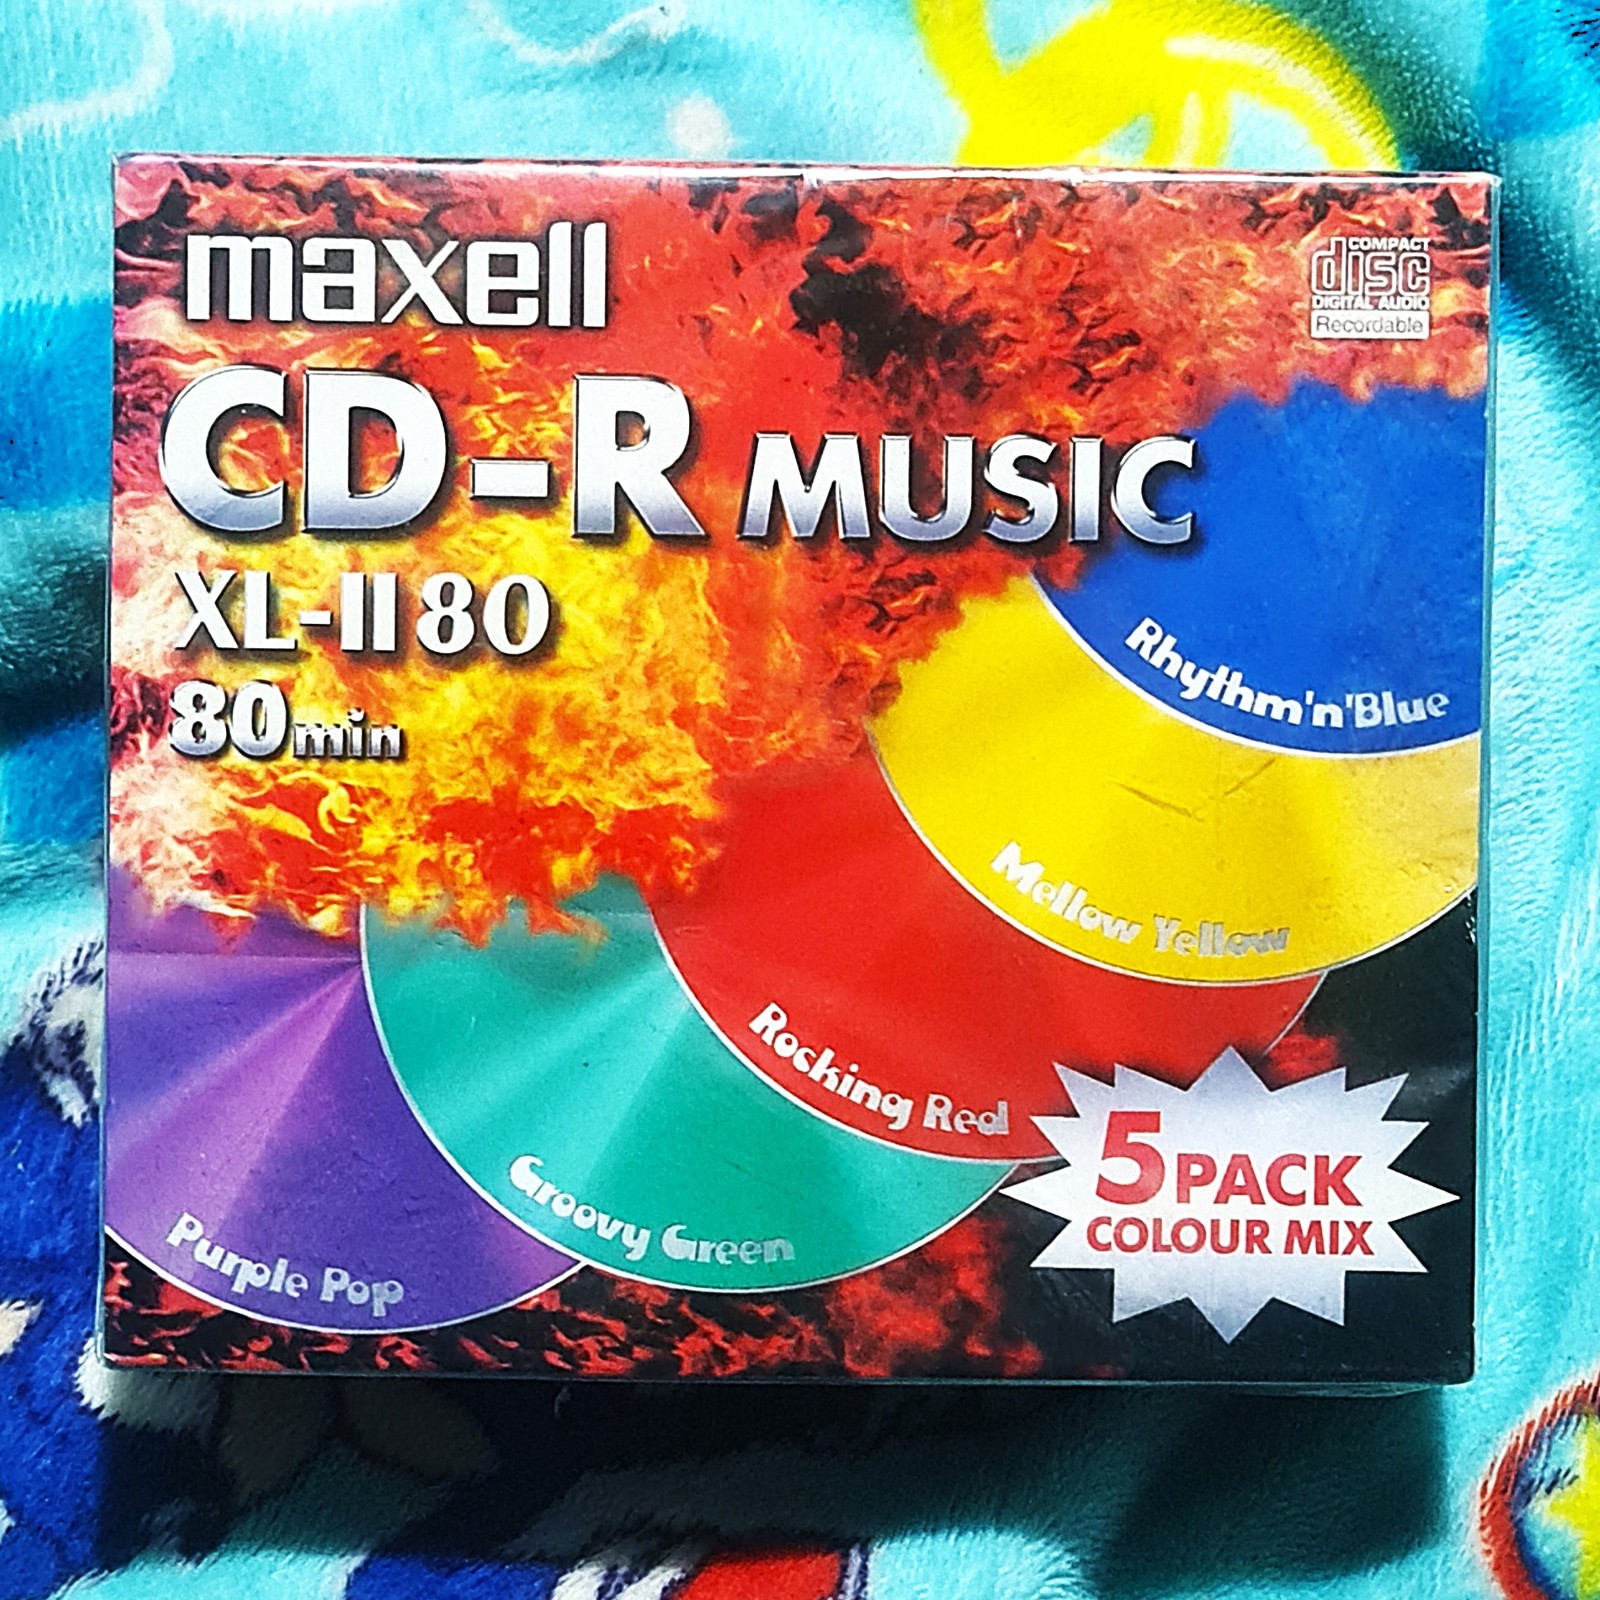 maxell
COMPACT
disc
DIGITAL AUDIO
Recordable
CD-R MUSIC
XL-II 80
80min
Rhythm'n'Blue
Mellow Yellow
Rocking Red
Groovy Green
Purple Pop
5 PACK
COLOUR MIX